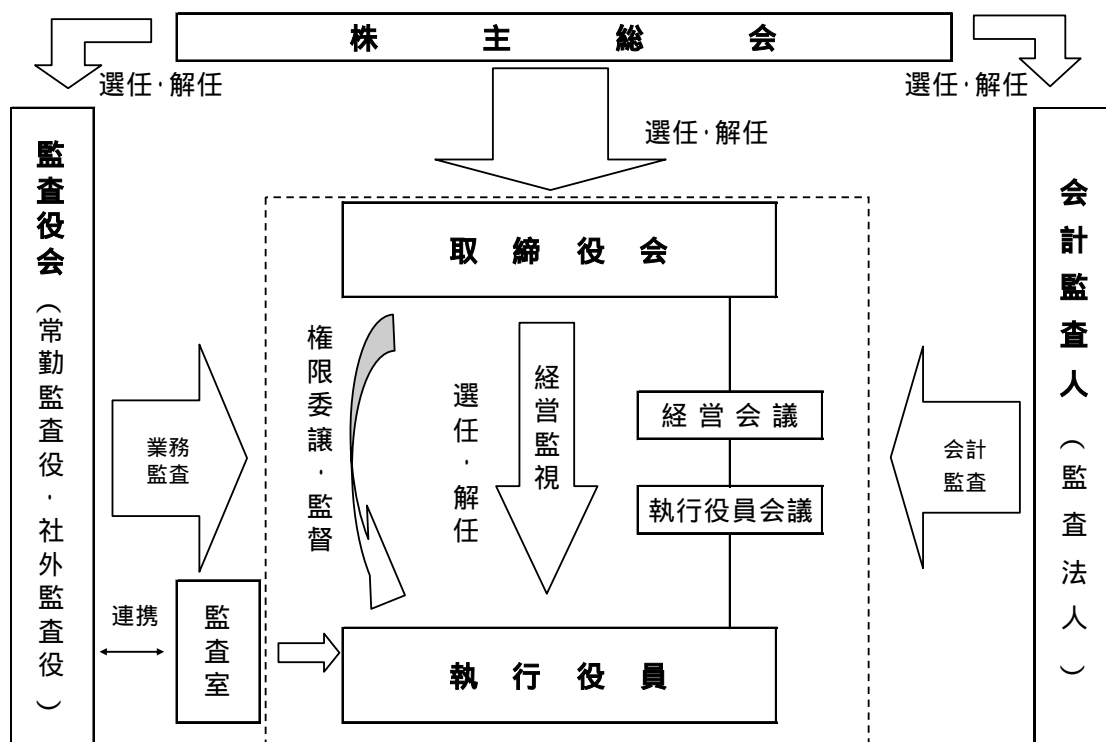 株主総会
選任・解任
選任・解任
選任・解任
監査役会（常勤監査役・社外監査役）
会計監査人（監査法人）
取締役会
権限委譲・監督
選任・解任
経営監視
経営会議
執行役員会議
業務
監査
会計
監査
連携
監査室
執行役員